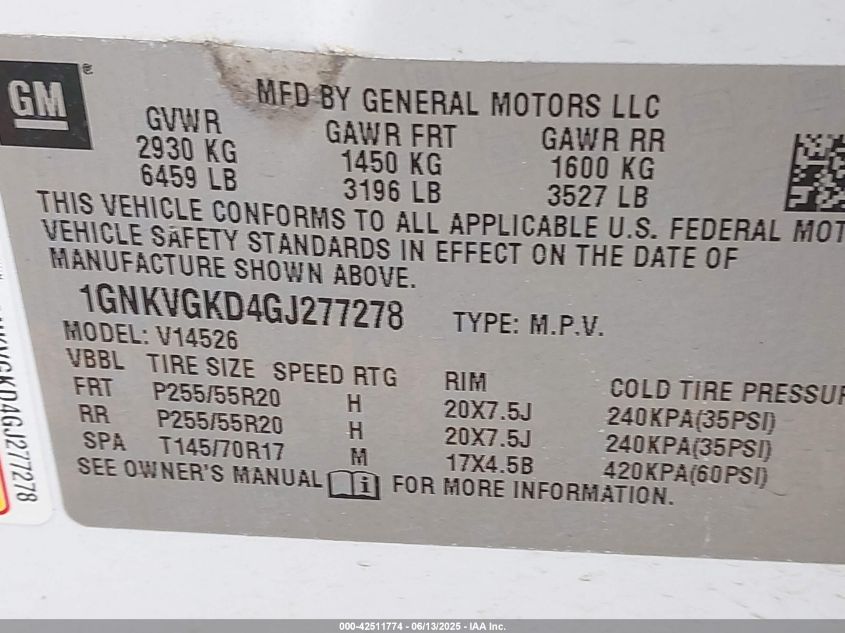 GM
MFD BY GENERAL MOTORS LLC
GVWR GAWR FRT GAWR RR
2930 KG 1450 KG 1600 KG
6459 LB 3196 LB 3527 LB
THIS VEHICLE CONFORMS TO ALL APPLICABLE U.S. FEDERAL MOT
VEHICLE SAFETY STANDARDS IN EFFECT ON THE DATE OF
MANUFACTURE SHOWN ABOVE.
1GNKVGKD4GJ277278 TYPE: M.P.V.
MODEL: V14526
VBBL TIRE SIZE SPEED RTG RIM COLD TIRE PRESSUR
FRT P255/55R20 H 20X7.5J 240KPA(35PSI)
RR P255/55R20 H 20X7.5J 240KPA(35PSI)
SPA T145/70R17 M 17X4.5B 420KPA(60PSI)
SEE OWNER'S MANUAL i FOR MORE INFORMATION.
KVGKD4GJ277278
000-42511774 - 06/13/2025 - IAA Inc.